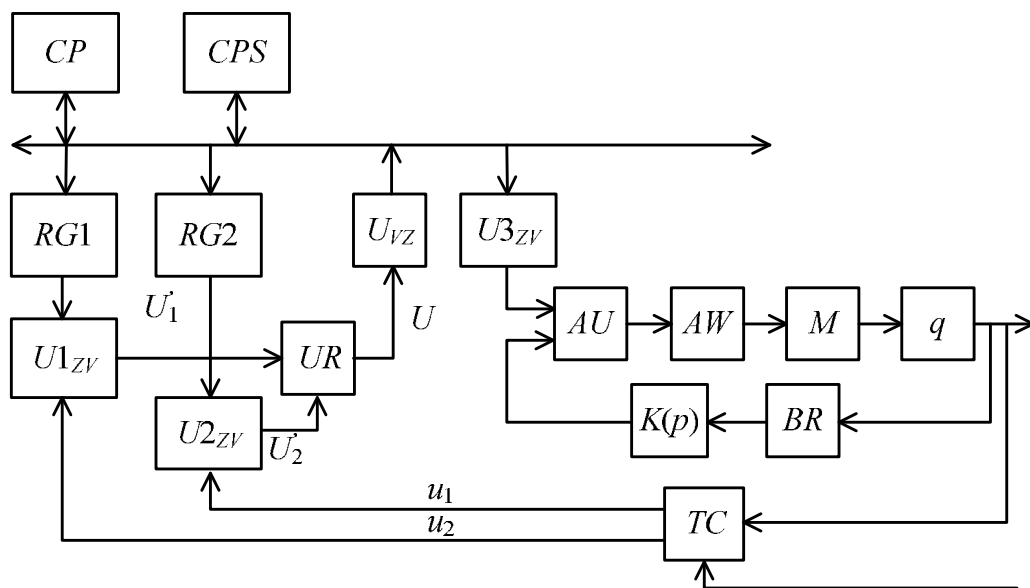 CP
CPS
RG1
RG2
U_VZ
U3_ZV
U'_1
U
U1_ZV
UR
AU
AW
M
q
U2_ZV
U'_2
K(p)
BR
u_1
u_2
TC